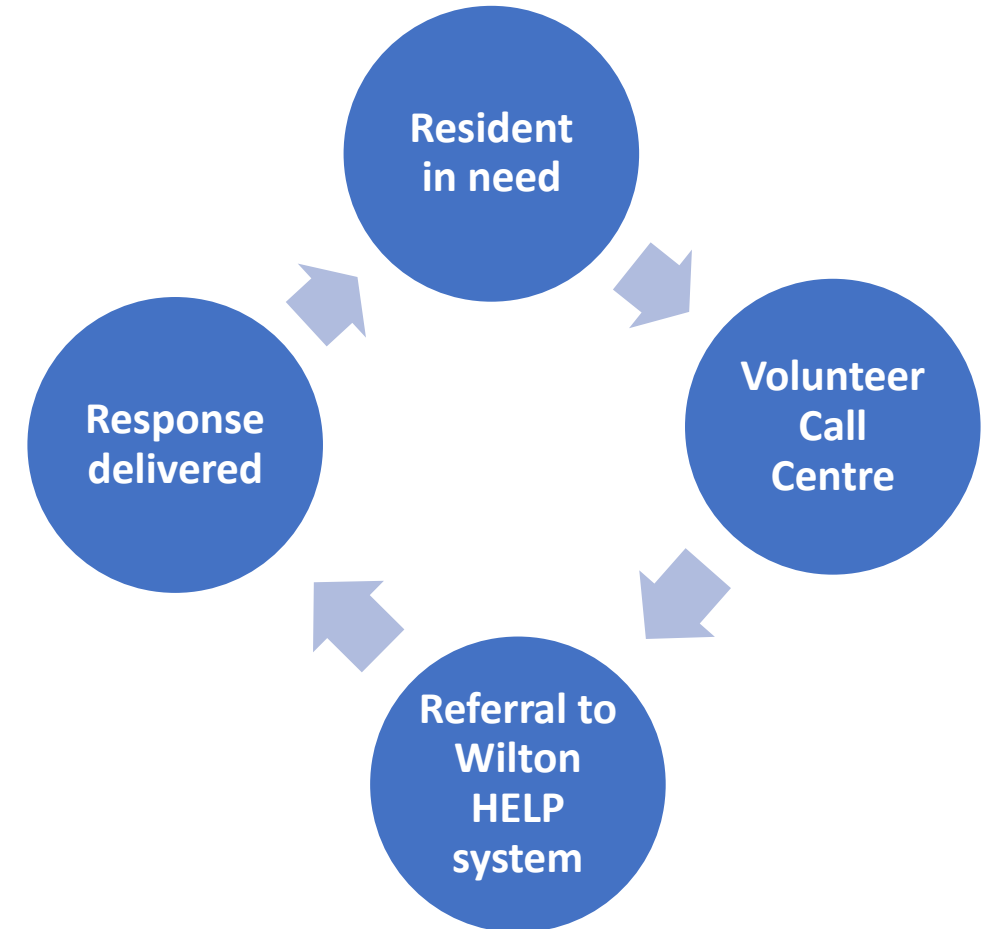 Resident
in need
Volunteer
Call
Centre
Referral to
Wilton
HELP
system
Response
delivered